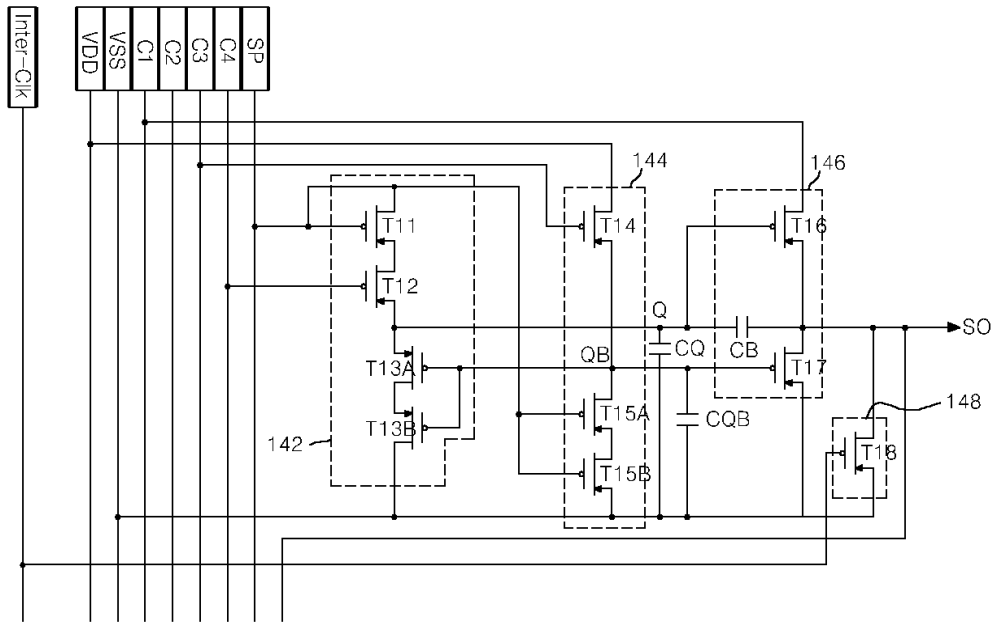 Inter-Clk
VDD
VSS
C1
C2
C3
C4
SP
144
146
T11
T14
T16
T12
Q
SO
QB
CQ
CB
T13A
T17
T15A
CQB
148
T13B
142
T18
T15B